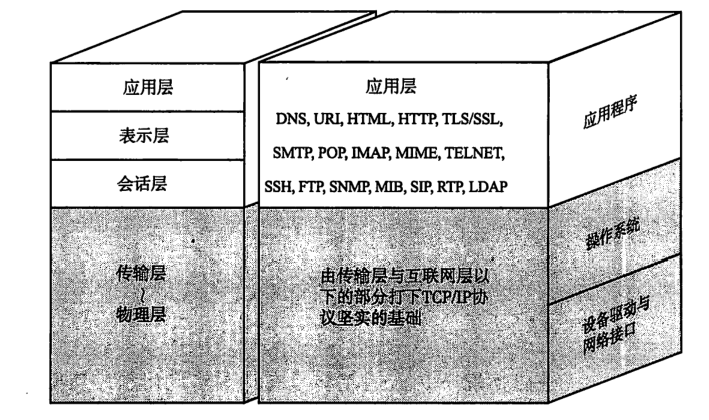 应用层
表示层
会话层
传输层
~
物理层
应用层
DNS, URI, HTML, HTTP, TLS/SSL,
SMTP, POP, IMAP, MIME, TELNET,
SSH, FTP, SNMP, MIB, SIP, RTP, LDAP
由传输层与互联网层以
下的部分打下TCP/IP协
议坚实的基础
应用程序
操作系统
设备驱动与
网络接口